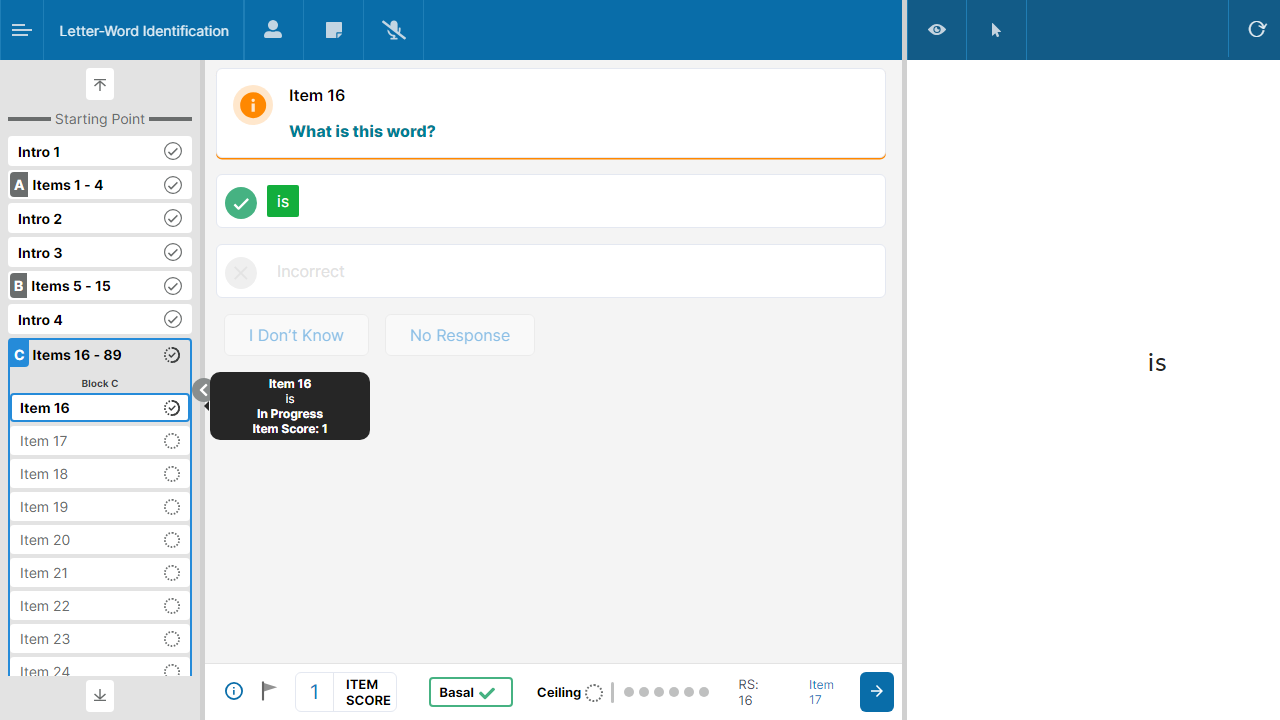 Letter-Word Identification
Starting Point
Intro 1
A Items 1 - 4
Intro 2
Intro 3
B Items 5 - 15
Intro 4
C Items 16 - 89
Block C
Item 16
Item 17
Item 18
Item 19
Item 20
Item 21
Item 22
Item 23
Item 24
Item 16
What is this word?
is
Incorrect
I Don't Know
No Response
Item 16
is
In Progress
Item Score: 1
1
ITEM
SCORE
Basal
Ceiling
RS:
16
Item
17
is